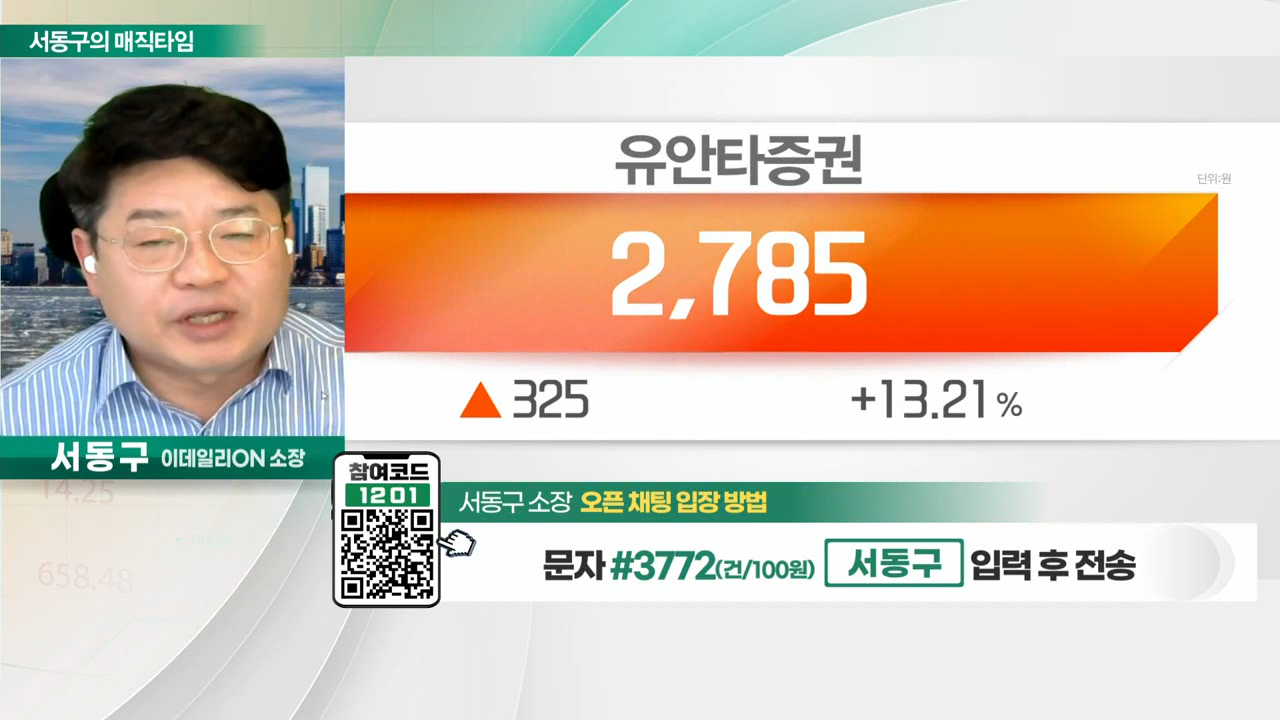 서동구의 매직타임
유안타증권
단위:원
2,785
▲ 325 +13.21%
서동구 이데일리ON 소장
14.25
658.48
참여코드
1201
서동구 소장 오픈 채팅 입장 방법
문자 #3772(건/100원) 서동구 입력 후 전송